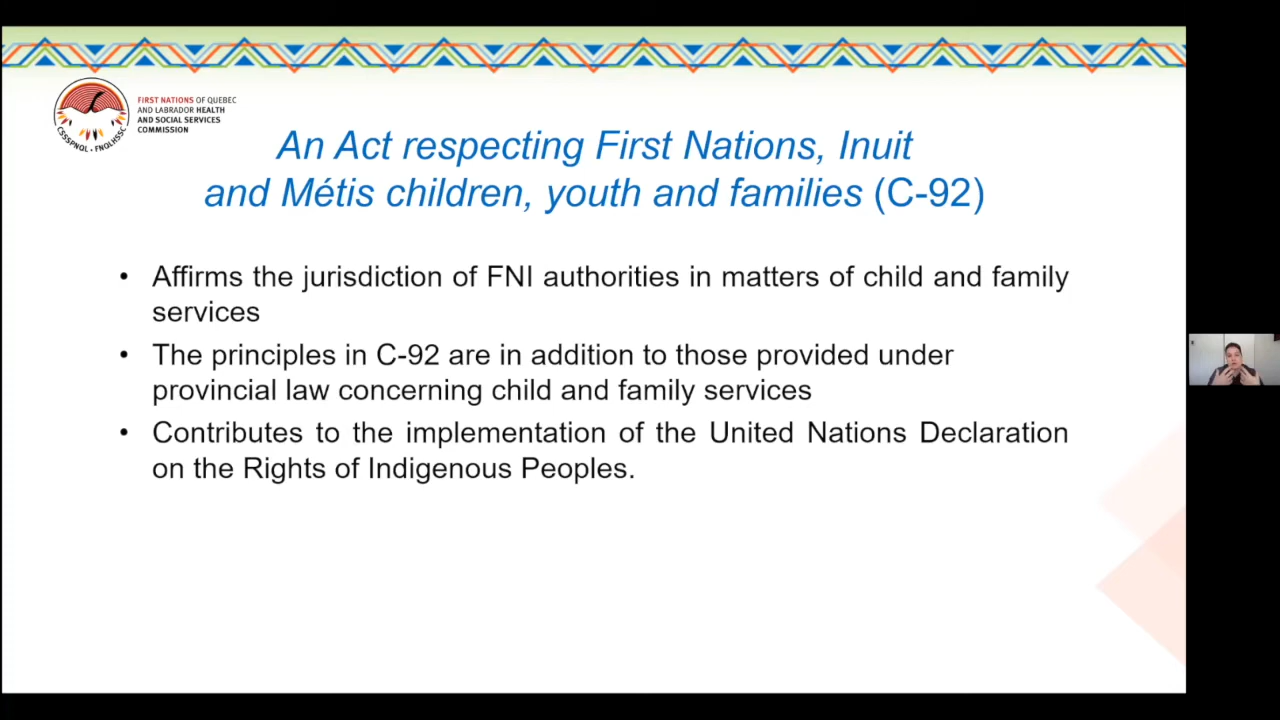 FIRST NATIONS OF QUEBEC
AND LABRADOR HEALTH
AND SOCIAL SERVICES
COMMISSION
CSSSPNQL • FNQLHSSC
An Act respecting First Nations, Inuit
and Métis children, youth and families (C-92)
• Affirms the jurisdiction of FNI authorities in matters of child and family
services
• The principles in C-92 are in addition to those provided under
provincial law concerning child and family services
• Contributes to the implementation of the United Nations Declaration
on the Rights of Indigenous Peoples.